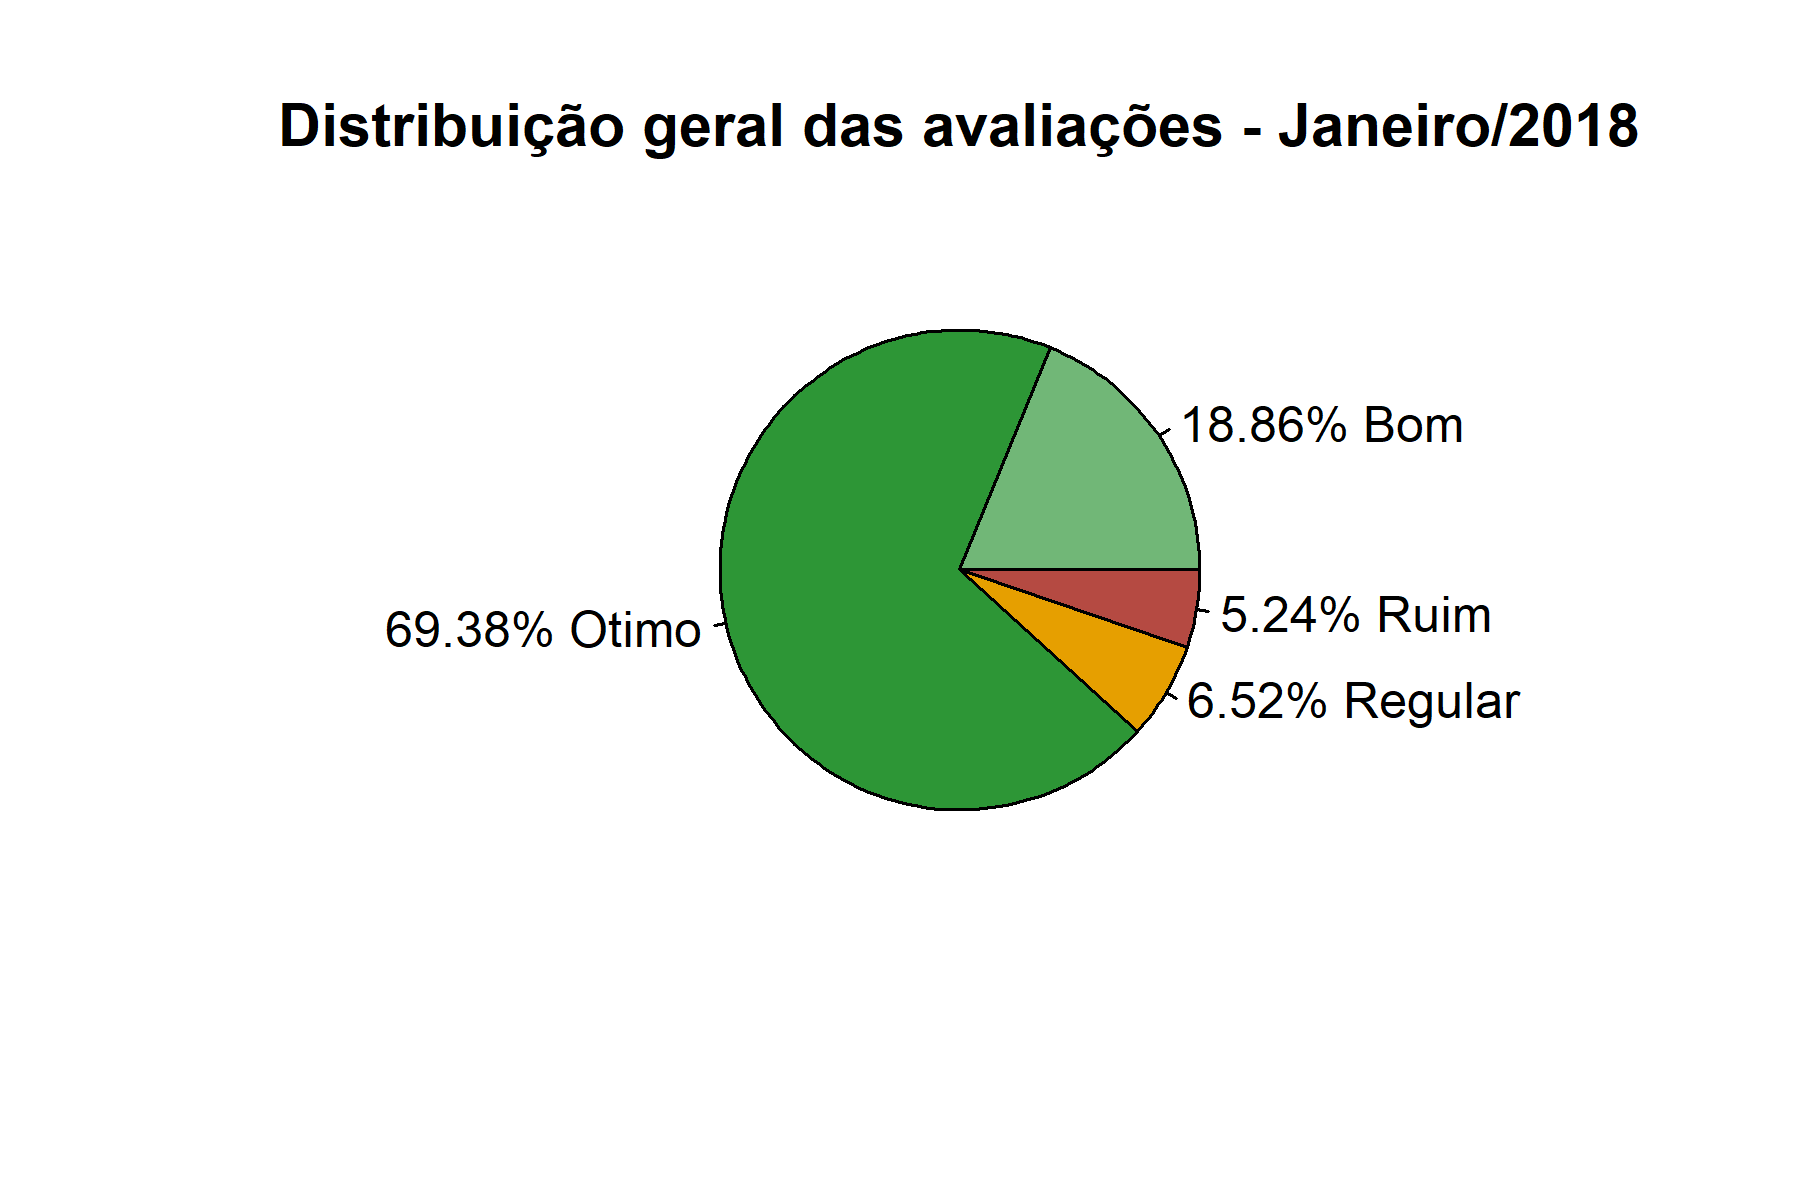 Distribuição geral das avaliações - Janeiro/2018
18.86% Bom
69.38% Otimo
5.24% Ruim
6.52% Regular